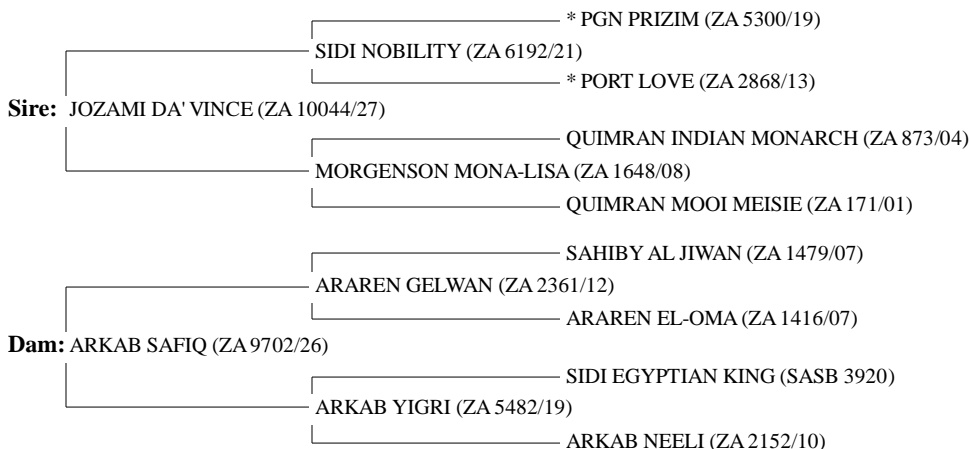 * PGN PRIZIM (ZA 5300/19)
SIDI NOBILITY (ZA 6192/21)
* PORT LOVE (ZA 2868/13)
Sire: JOZAMI DA' VINCE (ZA 10044/27)
QUIMRAN INDIAN MONARCH (ZA 873/04)
MORGENSON MONA-LISA (ZA 1648/08)
QUIMRAN MOOI MEISIE (ZA 171/01)
SAHIBY AL JIWAN (ZA 1479/07)
ARAREN GELWAN (ZA 2361/12)
ARAREN EL-OMA (ZA 1416/07)
Dam: ARKAB SAFIQ (ZA 9702/26)
SIDI EGYPTIAN KING (SASB 3920)
ARKAB YIGRI (ZA 5482/19)
ARKAB NEELI (ZA 2152/10)